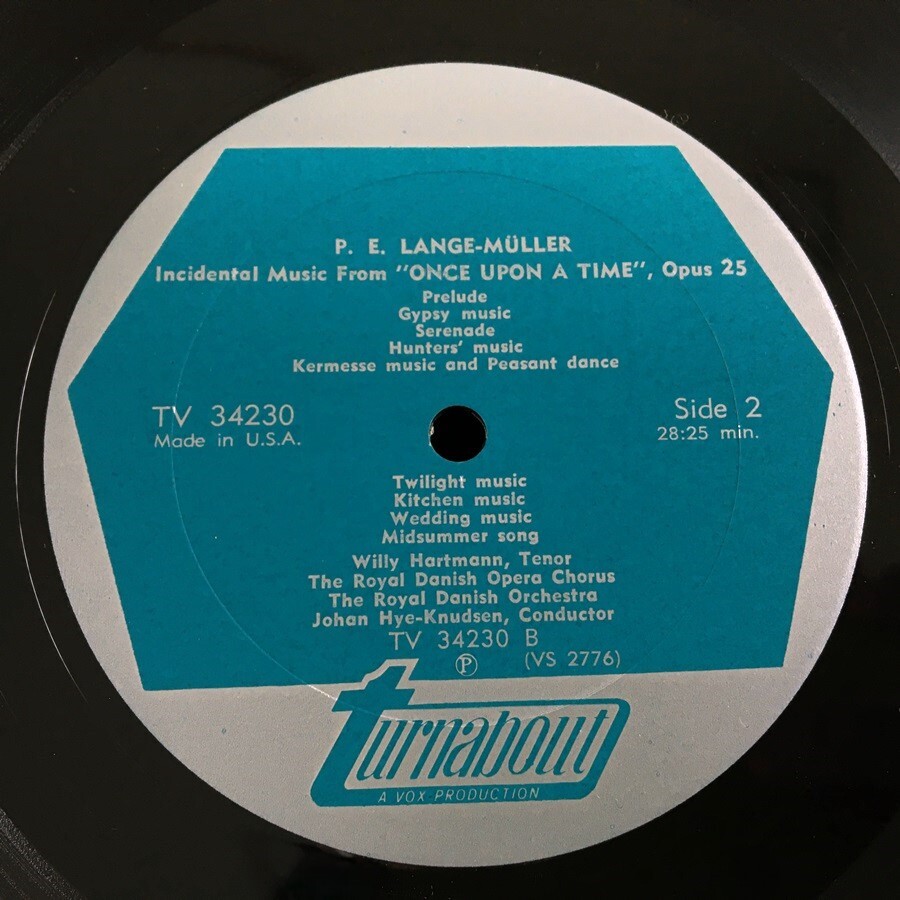 P. E. LANGE-MÜLLER
Incidental Music From "ONCE UPON A TIME", Opus 25
Prelude
Gypsy music
Serenade
Hunters' music
Kermesse music and Peasant dance
TV 34230
Made in U.S.A.
Side 2
28:25 min.
Twilight music
Kitchen music
Wedding music
Midsummer song
Willy Hartmann, Tenor
The Royal Danish Opera Chorus
The Royal Danish Orchestra
Johan Hye-Knudsen, Conductor
TV 34230 B
Ⓟ (VS 2776)
turnabout
A VOX PRODUCTION